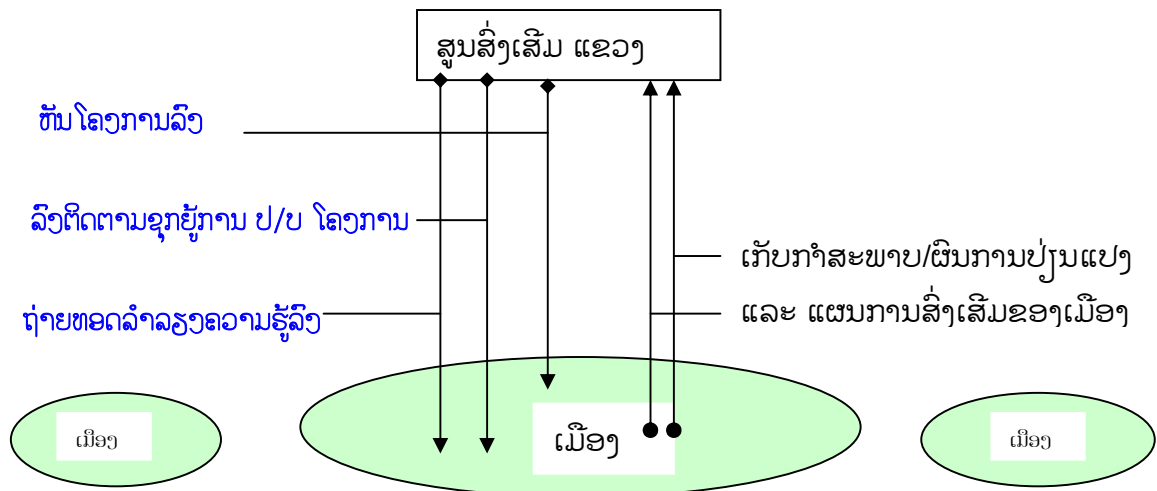 ສູນສົ່ງເສີມ ແຂວງ
ຫັນໂຄງການລົງ
ລົງຕິດຕາມຊຸກຍູ້ການ ປ/ບ ໂຄງການ
ເກັບກຳສະພາບ/ຜົນການປ່ຽນແປງ
ຖ່າຍທອດລຳລຽງຄວາມຮູ້ລົງ
ແລະ ແຜນການສົ່ງເສີມຂອງເມືອງ
ເມືອງ
ເມືອງ
ເມືອງ